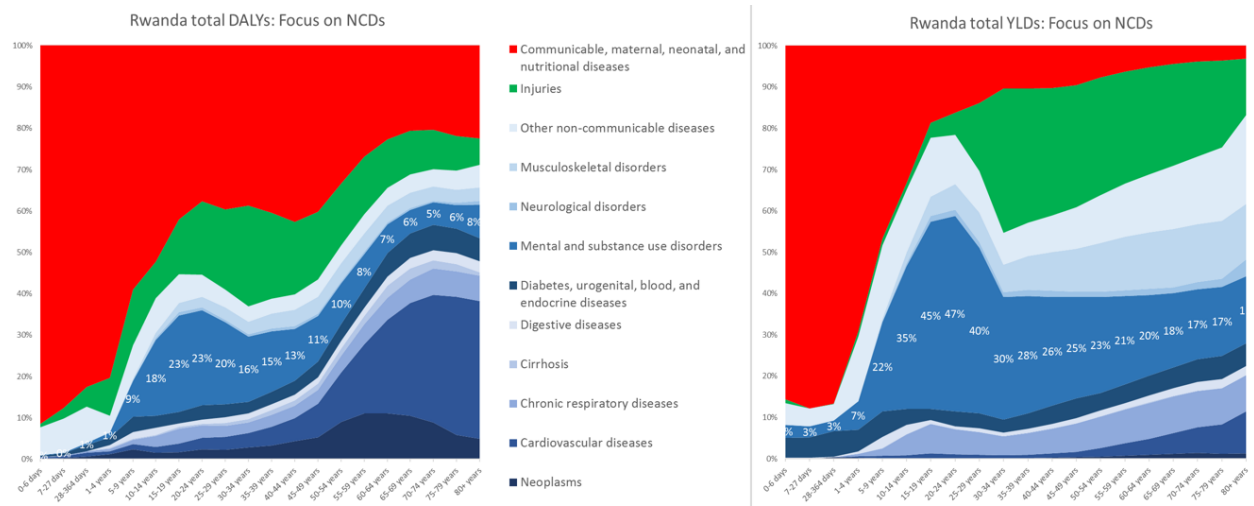 Rwanda total DALYs: Focus on NCDs
100%
90%
80%
70%
60%
50%
40%
30%
20%
10%
0%
0%
1%
1%
9%
18%
23%
23%
20%
16%
15%
13%
11%
10%
8%
7%
6%
5%
6%
8%
0-6 days
7-27 days
28-364 days
1-4 years
5-9 years
10-14 years
15-19 years
20-24 years
25-29 years
30-34 years
35-39 years
40-44 years
45-49 years
50-54 years
55-59 years
60-64 years
65-69 years
70-74 years
75-79 years
80+ years
Communicable, maternal, neonatal, and
nutritional diseases
Injuries
Other non-communicable diseases
Musculoskeletal disorders
Neurological disorders
Mental and substance use disorders
Diabetes, urogenital, blood, and
endocrine diseases
Digestive diseases
Cirrhosis
Chronic respiratory diseases
Cardiovascular diseases
Neoplasms
Rwanda total YLDs: Focus on NCDs
100%
90%
80%
70%
60%
50%
40%
30%
20%
10%
0%
%
3%
3%
7%
22%
35%
45%
47%
40%
30%
28%
26%
25%
23%
21%
20%
18%
17%
17%
1
0-6 days
7-27 days
28-364 days
1-4 years
5-9 years
10-14 years
15-19 years
20-24 years
25-29 years
30-34 years
35-39 years
40-44 years
45-49 years
50-54 years
55-59 years
60-64 years
65-69 years
70-74 years
75-79 years
80+ years